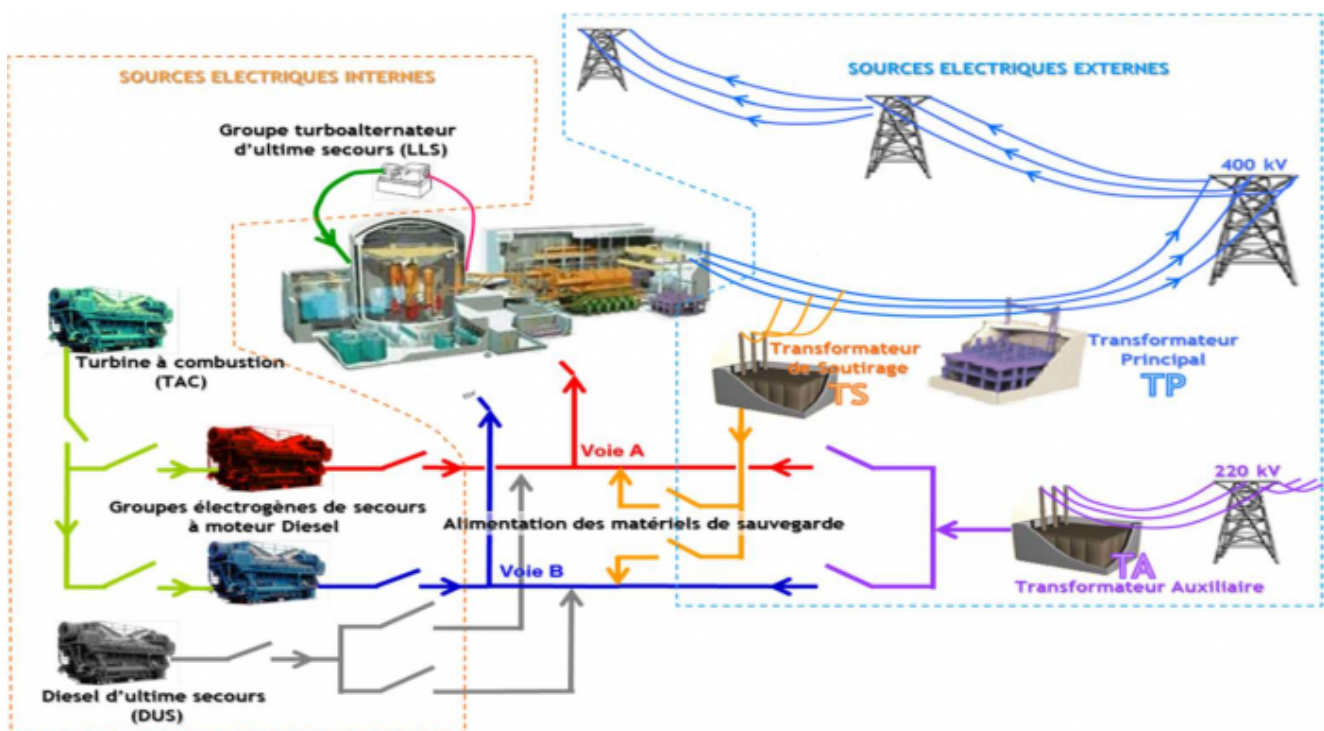 SOURCES ELECTRIQUES INTERNES
SOURCES ELECTRIQUES EXTERNES
Groupe turboalternateur
d'ultime secours (LLS)
400 kV
Turbine à combustion
(TAC)
Transformateur
de Soutirage
TS
Transformateur
Principal
TP
Voie A
220 kV
Groupes électrogènes de secours
à moteur Diesel
Alimentation des matériels de sauvegarde
Voie B
TA
Transformateur Auxiliaire
Diesel d'ultime secours
(DUS)